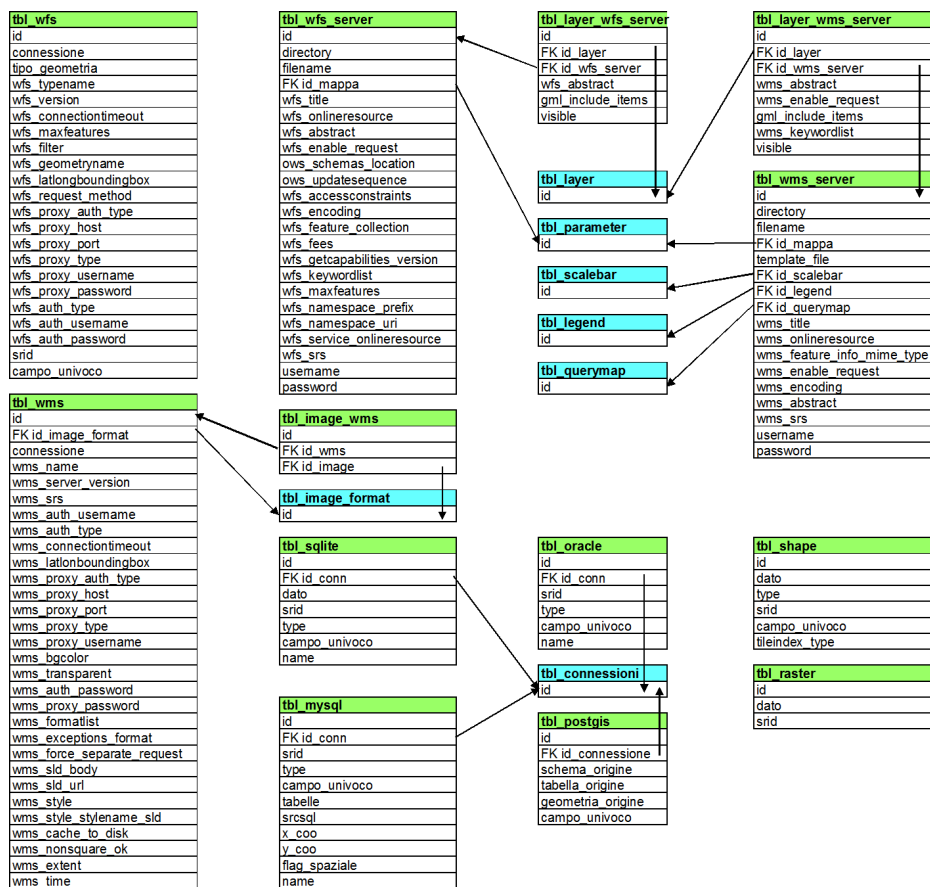 tbl_wfs
id
connessione
tipo_geometria
wfs_typename
wfs_version
wfs_connectiontimeout
wfs_maxfeatures
wfs_filter
wfs_geometryname
wfs_latlongboundingbox
wfs_request_method
wfs_proxy_auth_type
wfs_proxy_host
wfs_proxy_port
wfs_proxy_type
wfs_proxy_username
wfs_proxy_password
wfs_auth_type
wfs_auth_username
wfs_auth_password
srid
campo_univoco
tbl_wfs_server
id
directory
filename
FK id_mappa
wfs_title
wfs_onlineresource
wfs_abstract
wfs_enable_request
ows_schemas_location
ows_updatesequence
wfs_accessconstraints
wfs_encoding
wfs_feature_collection
wfs_fees
wfs_getcapabilities_version
wfs_keywordlist
wfs_maxfeatures
wfs_namespace_prefix
wfs_namespace_uri
wfs_service_onlineresource
wfs_srs
username
password
tbl_layer_wfs_server
id
FK id_layer
FK id_wfs_server
wfs_abstract
gml_include_items
visible
tbl_layer
id
tbl_parameter
id
tbl_scalebar
id
tbl_legend
id
tbl_querymap
id
tbl_layer_wms_server
id
FK id_layer
FK id_wms_server
wms_abstract
wms_enable_request
gml_include_items
wms_keywordlist
visible
tbl_wms_server
id
directory
filename
FK id_mappa
template_file
FK id_scalebar
FK id_legend
FK id_querymap
wms_title
wms_onlineresource
wms_feature_info_mime_type
wms_enable_request
wms_encoding
wms_abstract
wms_srs
username
password
tbl_wms
id
FK id_image_format
connessione
wms_name
wms_server_version
wms_srs
wms_auth_username
wms_auth_type
wms_connectiontimeout
wms_latlonboundingbox
wms_proxy_auth_type
wms_proxy_host
wms_proxy_port
wms_proxy_type
wms_proxy_username
wms_bgcolor
wms_transparent
wms_auth_password
wms_proxy_password
wms_formatlist
wms_exceptions_format
wms_force_separate_request
wms_sld_body
wms_sld_url
wms_style
wms_style_stylename_sld
wms_cache_to_disk
wms_nonsquare_ok
wms_extent
wms_time
tbl_image_wms
id
FK id_wms
FK id_image
tbl_image_format
id
tbl_sqlite
id
FK id_conn
dato
srid
type
campo_univoco
name
tbl_mysql
id
FK id_conn
srid
type
campo_univoco
tabelle
srcsql
x_coo
y_coo
flag_spaziale
name
tbl_oracle
id
FK id_conn
srid
type
campo_univoco
name
tbl_connessioni
id
tbl_postgis
id
FK id_connessione
schema_origine
tabella_origine
geometria_origine
campo_univoco
tbl_shape
id
dato
type
srid
campo_univoco
tileindex_type
tbl_raster
id
dato
srid